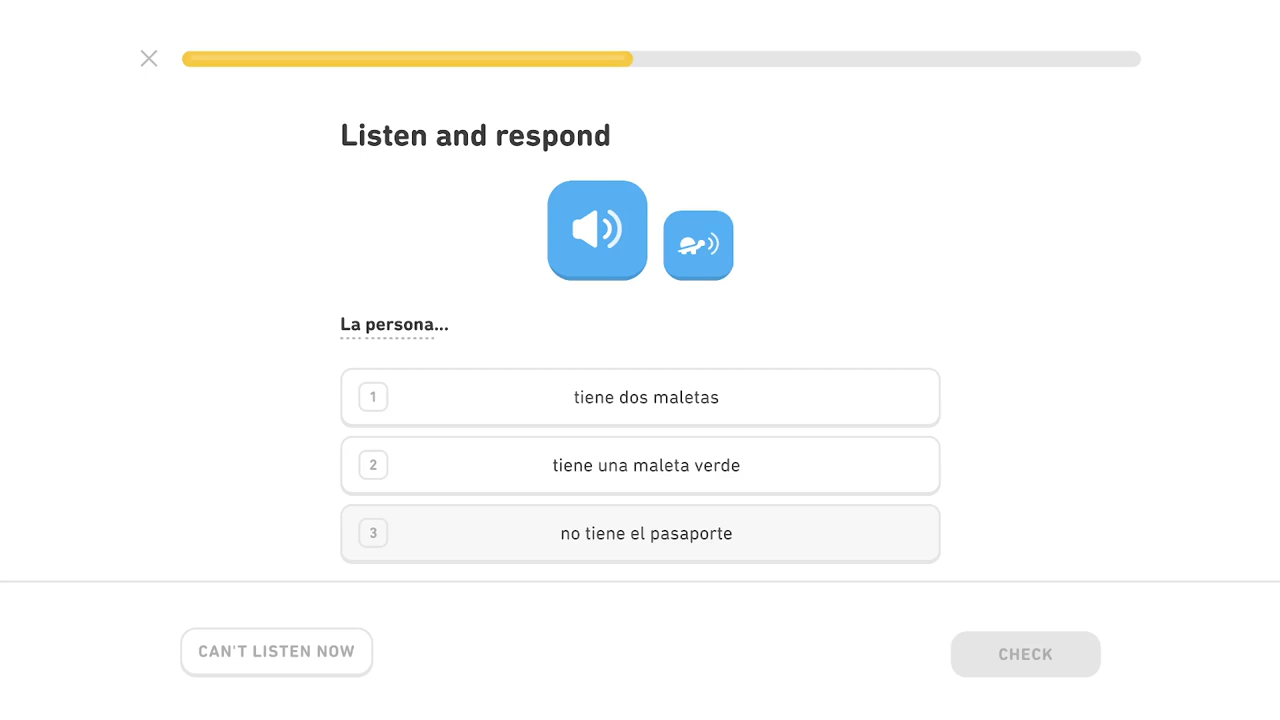 Listen and respond
La persona...
1 tiene dos maletas
2 tiene una maleta verde
3 no tiene el pasaporte
CAN'T LISTEN NOW
CHECK